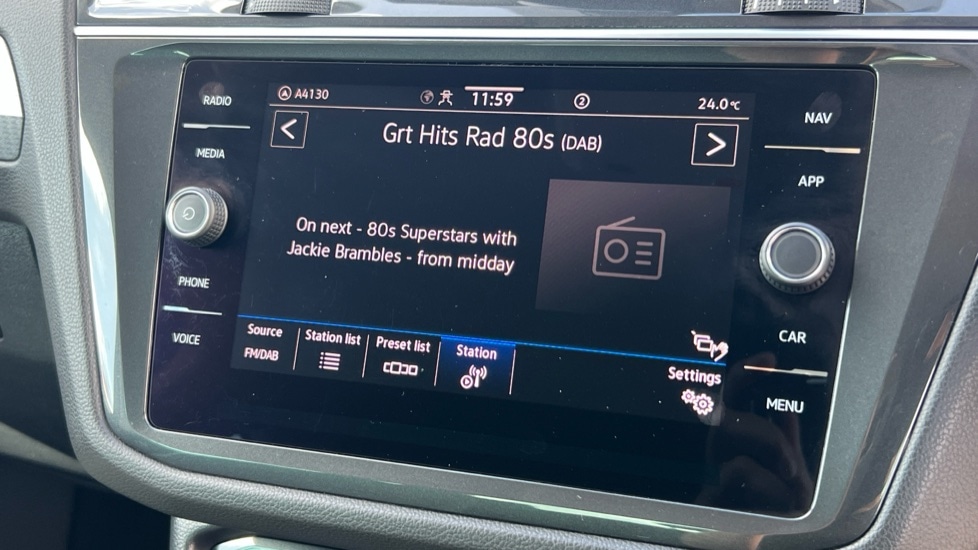 RADIO
MEDIA
PHONE
VOICE
A4130
11:59
2
24.0°C
Grt Hits Rad 80s (DAB)
On next - 80s Superstars with
Jackie Brambles - from midday
Source
FM/DAB
Station list
Preset list
Station
Settings
NAV
APP
CAR
MENU